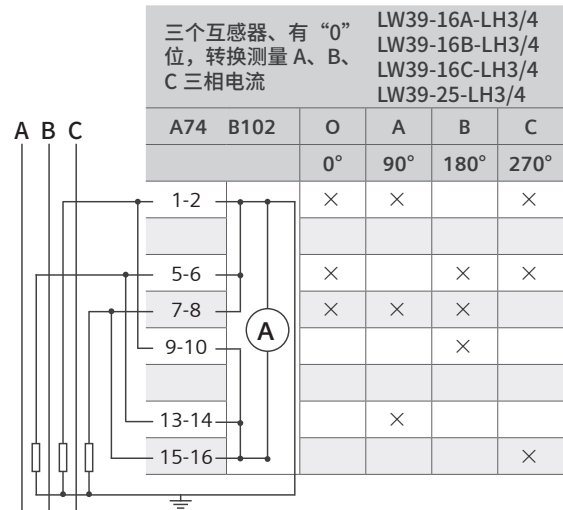 三个互感器、有“0”
位，转换测量 A、B、
C 三相电流
LW39-16A-LH3/4
LW39-16B-LH3/4
LW39-16C-LH3/4
LW39-25-LH3/4
A B C
A74 B102 O A B C
0° 90° 180° 270°
1-2 × × ×
5-6 × × ×
7-8 × × ×
A
9-10 ×
13-14 ×
15-16 ×